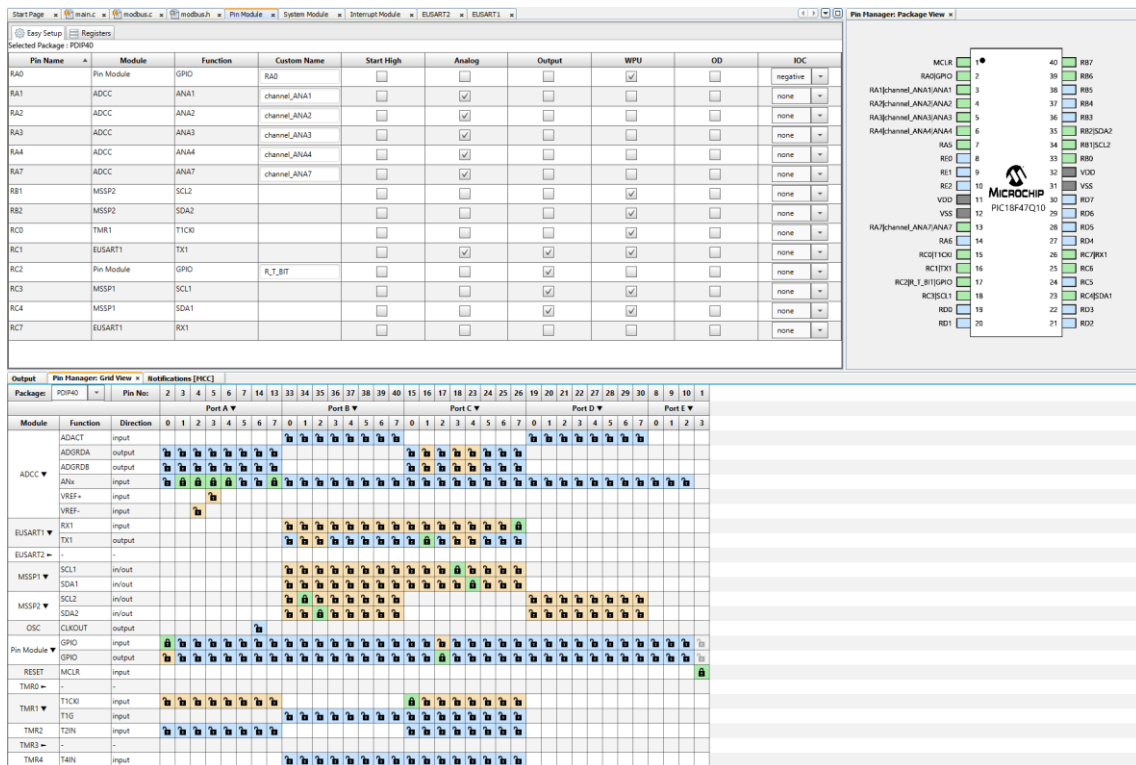 Start Page main.c modbus.c modbus.h Pin Module System Module Interrupt Module EUSART2 EUSART1
Easy Setup Registers
Selected Package : PDIP40
Pin Name Module Function Custom Name Start High Analog Output WPU OD IOC
RA0 Pin Module GPIO RA0 negative
RA1 ADCC ANA1 channel_ANA1 none
RA2 ADCC ANA2 channel_ANA2 none
RA3 ADCC ANA3 channel_ANA3 none
RA4 ADCC ANA4 channel_ANA4 none
RA7 ADCC ANA7 channel_ANA7 none
RB1 MSSP2 SCL2 none
RB2 MSSP2 SDA2 none
RC0 TMR1 T1CKI none
RC1 EUSART1 TX1 none
RC2 Pin Module GPIO R_T_BIT none
RC3 MSSP1 SCL1 none
RC4 MSSP1 SDA1 none
RC7 EUSART1 RX1 none
Pin Manager: Package View
MCLR 1 40 RB7
RA0|GPIO 2 39 RB6
RA1|channel_ANA1|ANA1 3 38 RB5
RA2|channel_ANA2|ANA2 4 37 RB4
RA3|channel_ANA3|ANA3 5 36 RB3
RA4|channel_ANA4|ANA4 6 35 RB2|SDA2
RA5 7 34 RB1|SCL2
RE0 8 33 RB0
RE1 9 32 VDD
RE2 10 31 VSS
VDD 11 30 RD7
VSS 12 29 RD6
RA7|channel_ANA7|ANA7 13 28 RD5
RA6 14 27 RD4
RC0|T1CKI 15 26 RC7|RX1
RC1|TX1 16 25 RC6
RC2|R_T_BIT|GPIO 17 24 RC5
RC3|SCL1 18 23 RC4|SDA1
RD0 19 22 RD3
RD1 20 21 RD2
MICROCHIP
PIC18F47Q10
Output Pin Manager: Grid View Notifications [MCC]
Package: PDIP40 Pin No: 2 3 4 5 6 7 14 13 33 34 35 36 37 38 39 40 15 16 17 18 23 24 25 26 19 20 21 22 27 28 29 30 8 9 10 1
Port A Port B Port C Port D Port E
Module Function Direction 0 1 2 3 4 5 6 7 0 1 2 3 4 5 6 7 0 1 2 3 4 5 6 7 0 1 2 3 4 5 6 7 0 1 2 3
ADCC
ADACT input
ADGRDA output
ADGRDB output
ANx input
VREF+ input
VREF- input
EUSART1
RX1 input
TX1 output
EUSART2 - -
MSSP1
SCL1 in/out
SDA1 in/out
MSSP2
SCL2 in/out
SDA2 in/out
OSC CLKOUT output
Pin Module
GPIO input
GPIO output
RESET MCLR input
TMR0 - -
TMR1
T1CKI input
T1G input
TMR2 T2IN input
TMR3 - -
TMR4 T4IN input